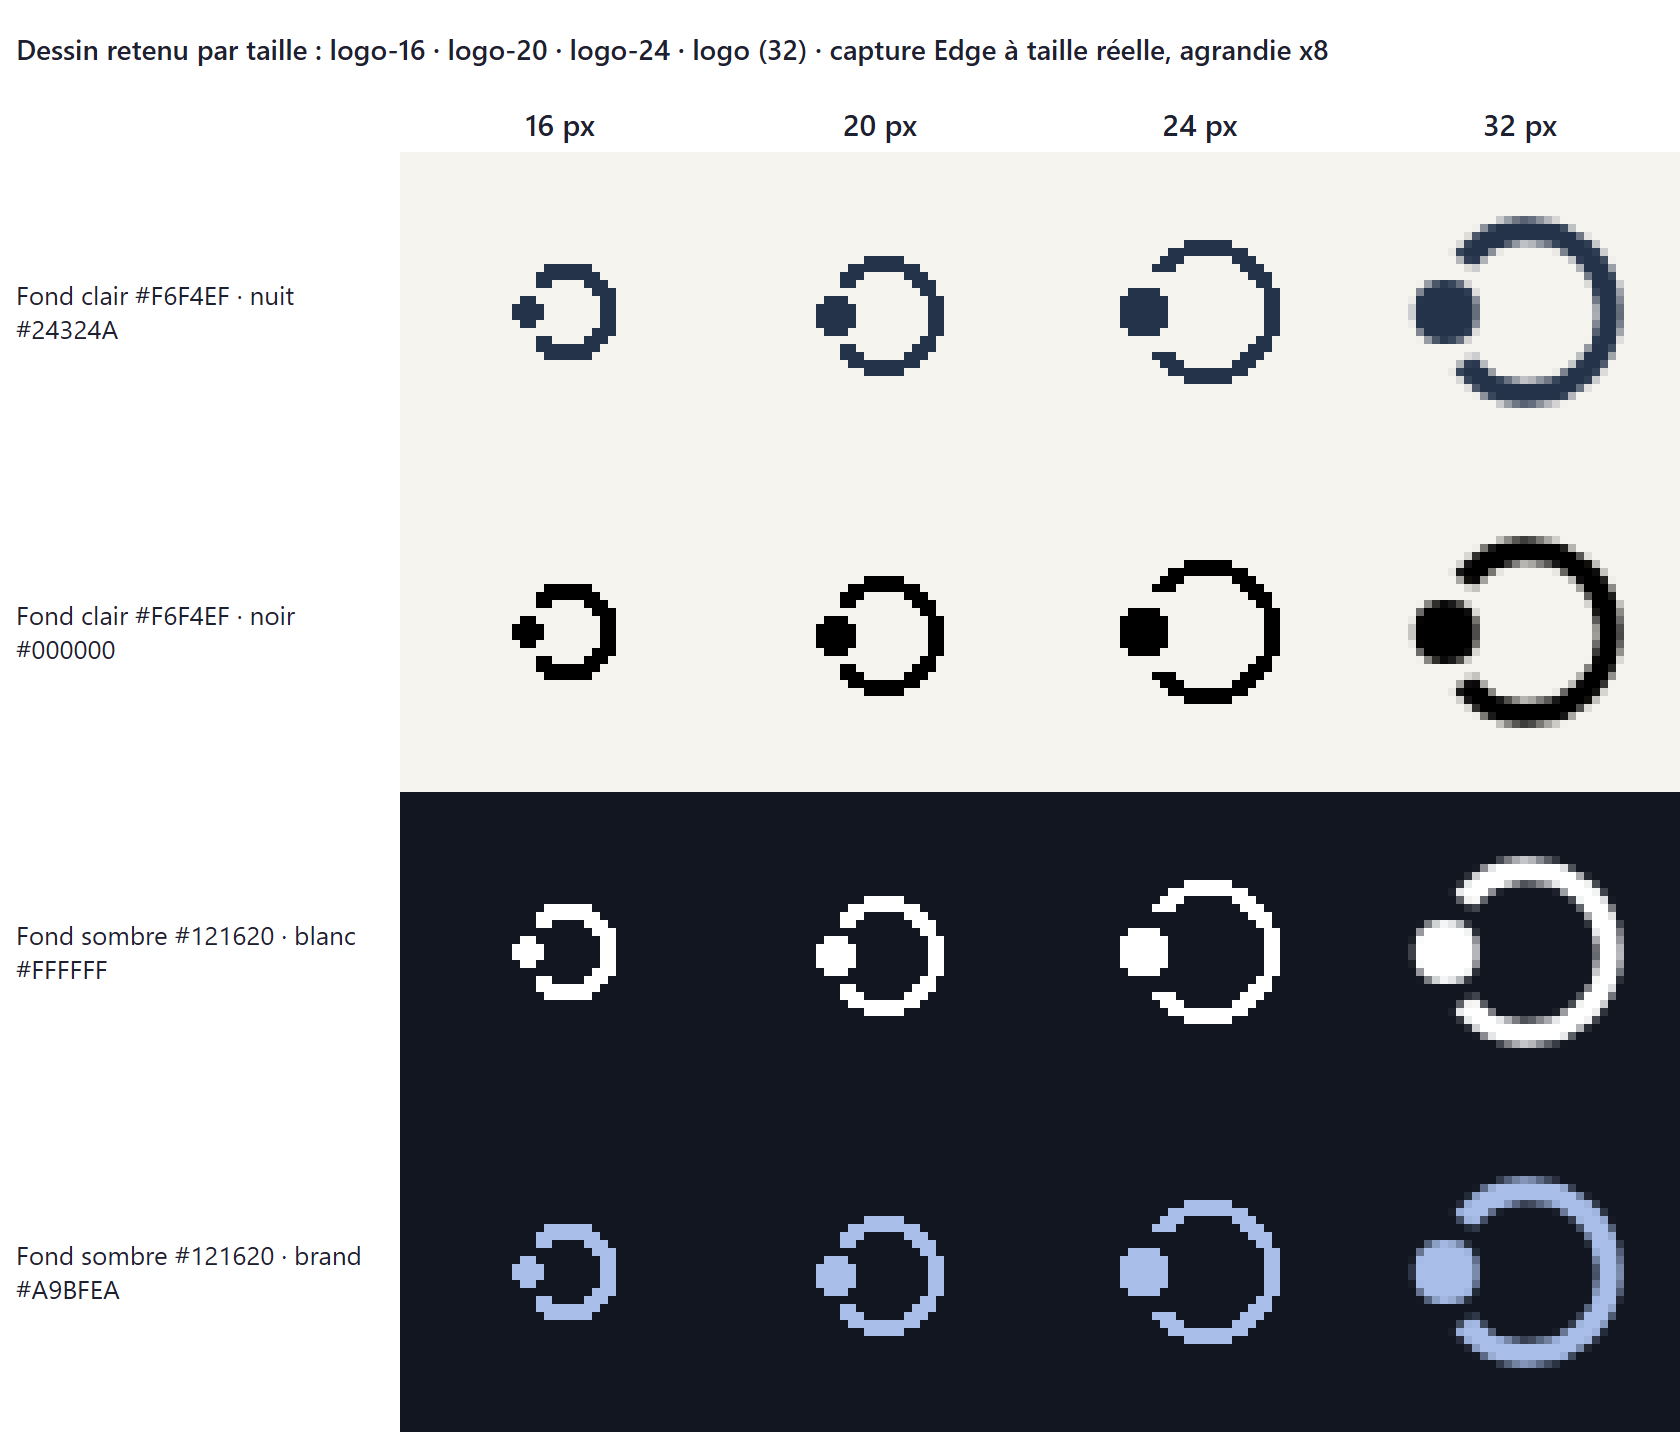 Dessin retenu par taille : logo-16 · logo-20 · logo-24 · logo (32) · capture Edge à taille réelle, agrandie x8
16 px 20 px 24 px 32 px
Fond clair #F6F4EF · nuit
#24324A
Fond clair #F6F4EF · noir
#000000
Fond sombre #121620 · blanc
#FFFFFF
Fond sombre #121620 · brand
#A9BFEA